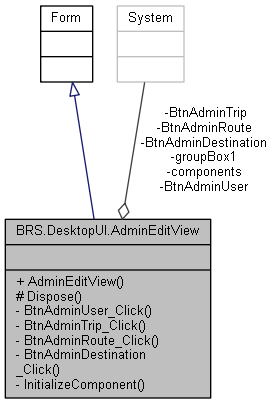 Form
System
-BtnAdminTrip
-BtnAdminRoute
-BtnAdminDestination
-groupBox1
-components
-BtnAdminUser
BRS.DesktopUI.AdminEditView
+ AdminEditView()
# Dispose()
- BtnAdminUser_Click()
- BtnAdminTrip_Click()
- BtnAdminRoute_Click()
- BtnAdminDestination
_Click()
- InitializeComponent()